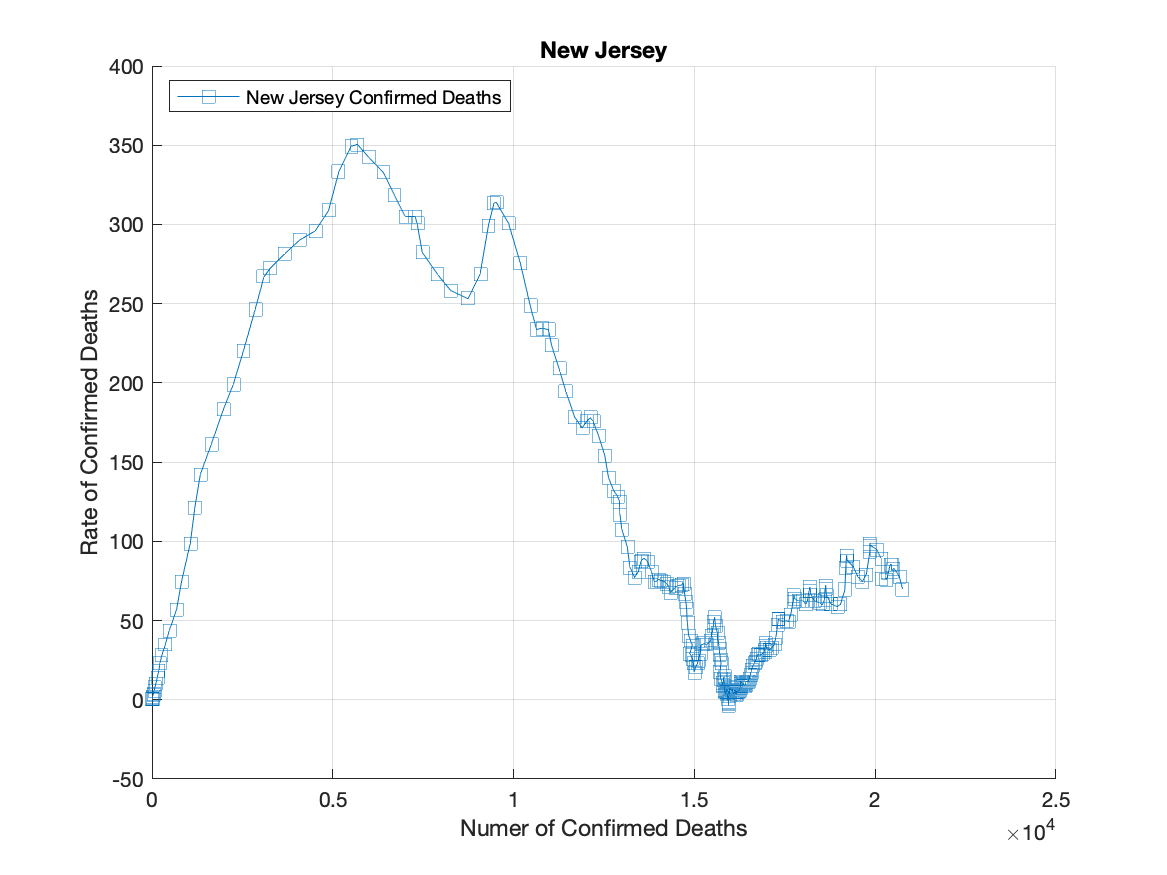 New Jersey
New Jersey Confirmed Deaths
400
350
300
250
200
150
100
50
0
-50
Rate of Confirmed Deaths
0 0.5 1 1.5 2 2.5
×10^4
Numer of Confirmed Deaths